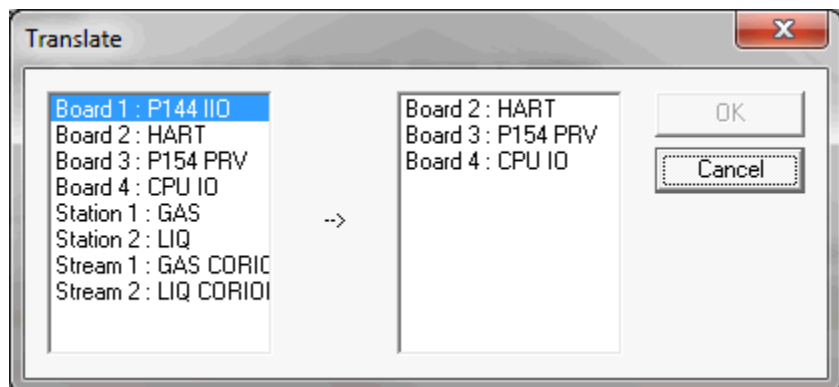 Translate
Board 1 : P144 IIO
Board 2 : HART
Board 3 : P154 PRV
Board 4 : CPU IO
Station 1 : GAS
Station 2 : LIQ
Stream 1 : GAS CORIC
Stream 2 : LIQ CORIOI
-->
Board 2 : HART
Board 3 : P154 PRV
Board 4 : CPU IO
OK
Cancel